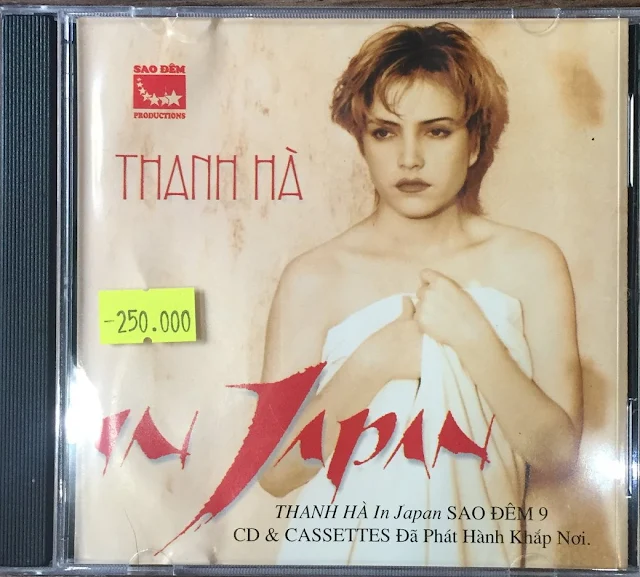 SAO ĐÊM
PRODUCTIONS
THANH HÀ
-250.000
IN JAPAN
THANH HÀ In Japan SAO ĐÊM 9
CD & CASSETTES Đã Phát Hành Khắp Nơi.